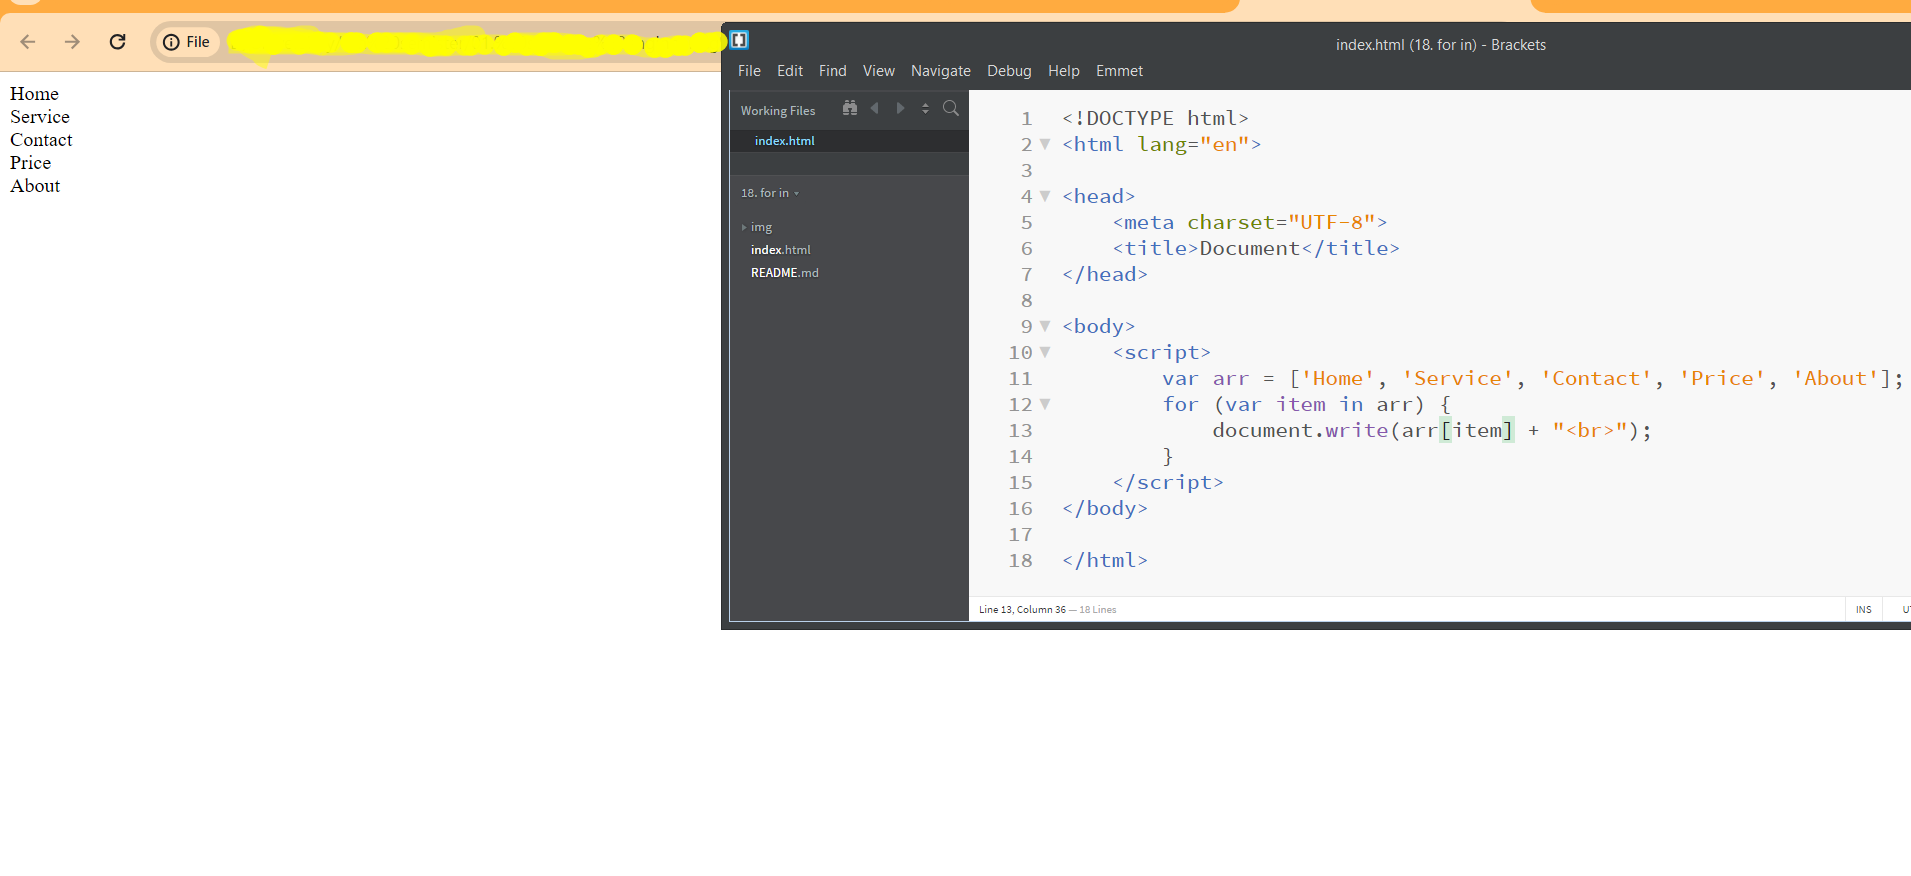 File
Home
Service
Contact
Price
About
index.html (18. for in) - Brackets
File Edit Find View Navigate Debug Help Emmet
Working Files
index.html
18. for in
img
index.html
README.md
1 <!DOCTYPE html>
2 <html lang="en">
3
4 <head>
5 <meta charset="UTF-8">
6 <title>Document</title>
7 </head>
8
9 <body>
10 <script>
11 var arr = ['Home', 'Service', 'Contact', 'Price', 'About'];
12 for (var item in arr) {
13 document.write(arr[item] + "<br>");
14 }
15 </script>
16 </body>
17
18 </html>
Line 13, Column 36 — 18 Lines
INS